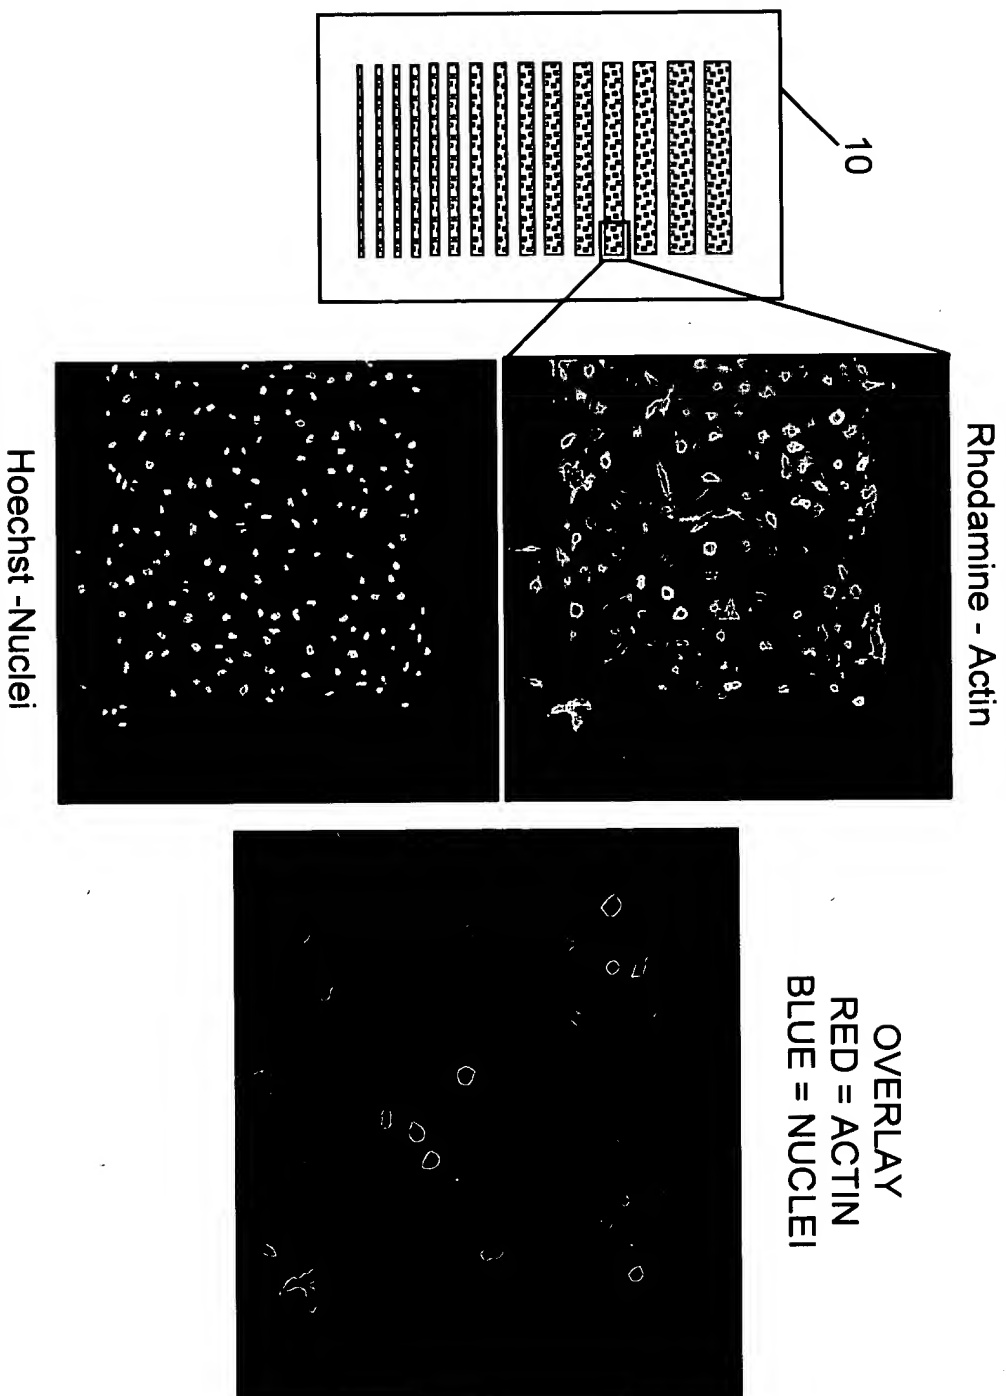 10
Rhodamine - Actin
Hoechst -Nuclei
OVERLAY
RED = ACTIN
BLUE = NUCLEI